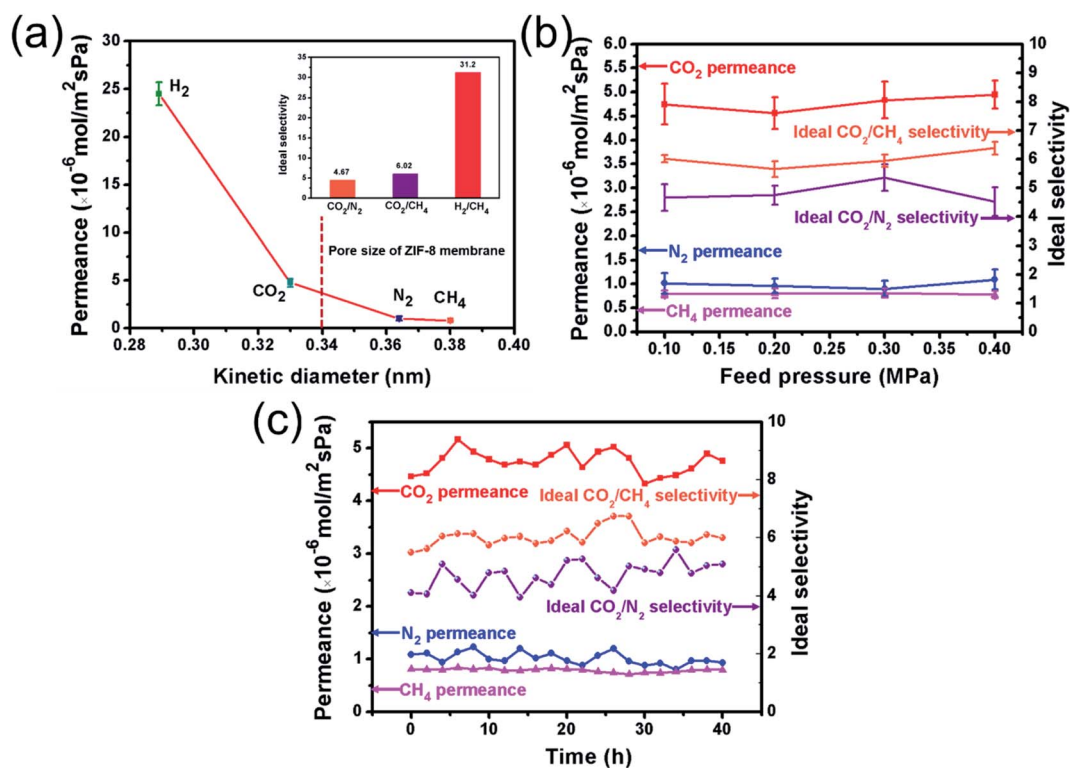 (a)
Permeance (×10⁻⁶ mol/m²sPa)
30
25
20
15
10
5
0
0.28 0.30 0.32 0.34 0.36 0.38 0.40
Kinetic diameter (nm)
H₂
CO₂
N₂
CH₄
Pore size of ZIF-8 membrane
Ideal selectivity
35
30
25
20
15
10
5
0
4.67
6.02
31.2
CO₂/N₂ CO₂/CH₄ H₂/CH₄
(b)
Permeance (×10⁻⁶ mol/m²sPa)
6.0
5.5
5.0
4.5
4.0
3.5
3.0
2.5
2.0
1.5
1.0
0.5
0.0
CO₂ permeance
Ideal CO₂/CH₄ selectivity
Ideal CO₂/N₂ selectivity
N₂ permeance
CH₄ permeance
10
9
8
7
6
5
4
3
2
1
0
Ideal selectivity
0.10 0.15 0.20 0.25 0.30 0.35 0.40
Feed pressure (MPa)
(c)
Permeance (×10⁻⁶ mol/m²sPa)
5
4
3
2
1
0
CO₂ permeance
Ideal CO₂/CH₄ selectivity
Ideal CO₂/N₂ selectivity
N₂ permeance
CH₄ permeance
10
8
6
4
2
0
Ideal selectivity
0 10 20 30 40
Time (h)